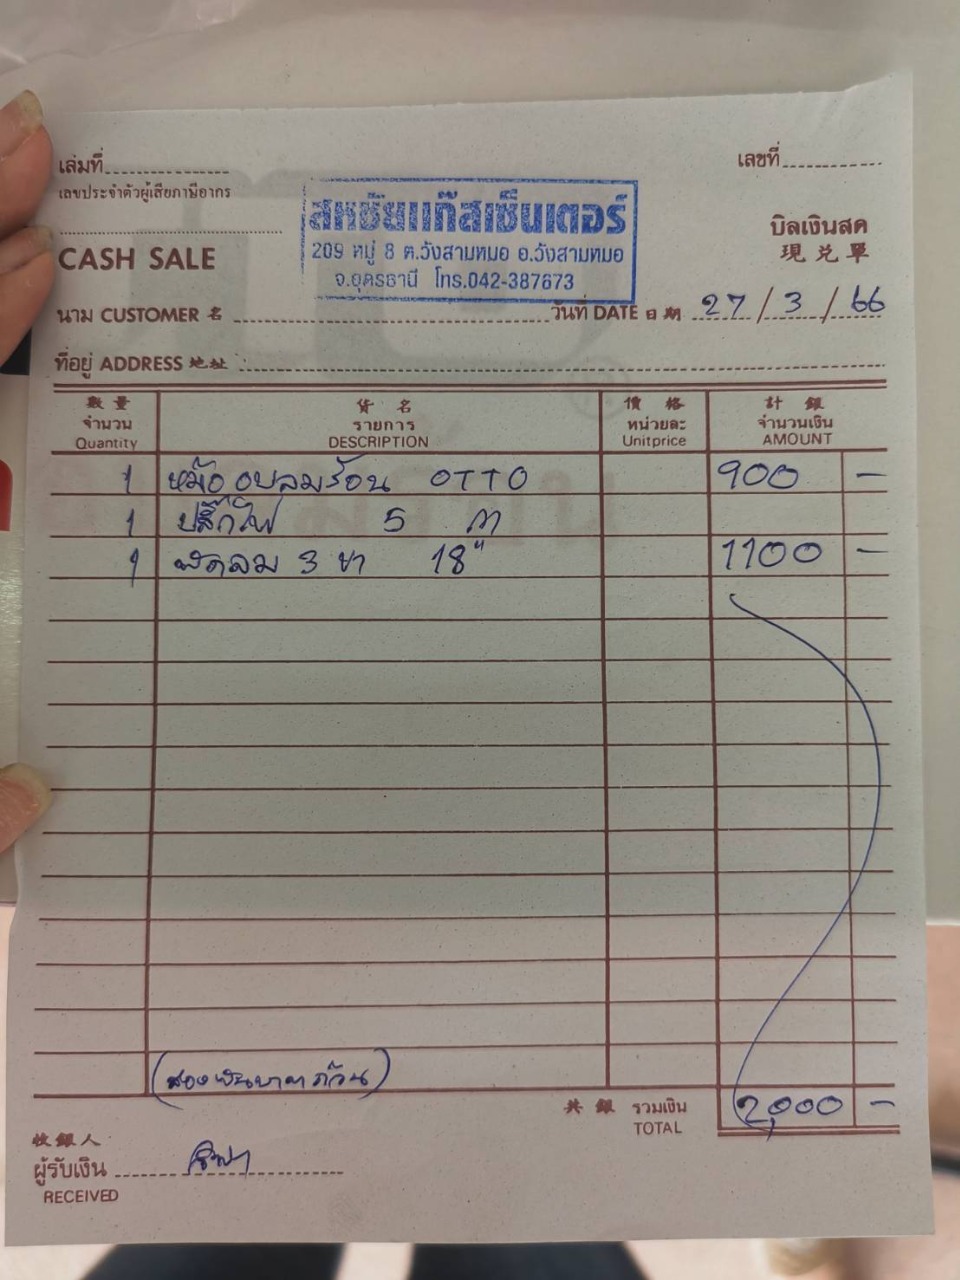 เล่มที่ เลขที่
เลขประจำตัวผู้เสียภาษีอากร
สหชัยแก๊สเซ็นเตอร์
209 หมู่ 8 ต.วังสามหมอ อ.วังสามหมอ
จ.อุดรธานี โทร.042-387673
บิลเงินสด
現兑單
CASH SALE
นาม CUSTOMER 名 วันที่ DATE 日期 27/3/66
ที่อยู่ ADDRESS 地址
數量 貨名 價格 計銀
จำนวน รายการ หน่วยละ จำนวนเงิน
Quantity DESCRIPTION Unitprice AMOUNT
1 หม้ออบลมร้อน OTTO 900 -
1 ปลั๊กไฟ 5 m
1 พัดลม 3 ขา 18" 1100 -
(สองพันบาทถ้วน)
共銀 รวมเงิน 2,000 -
TOTAL
收銀人
ผู้รับเงิน
RECEIVED